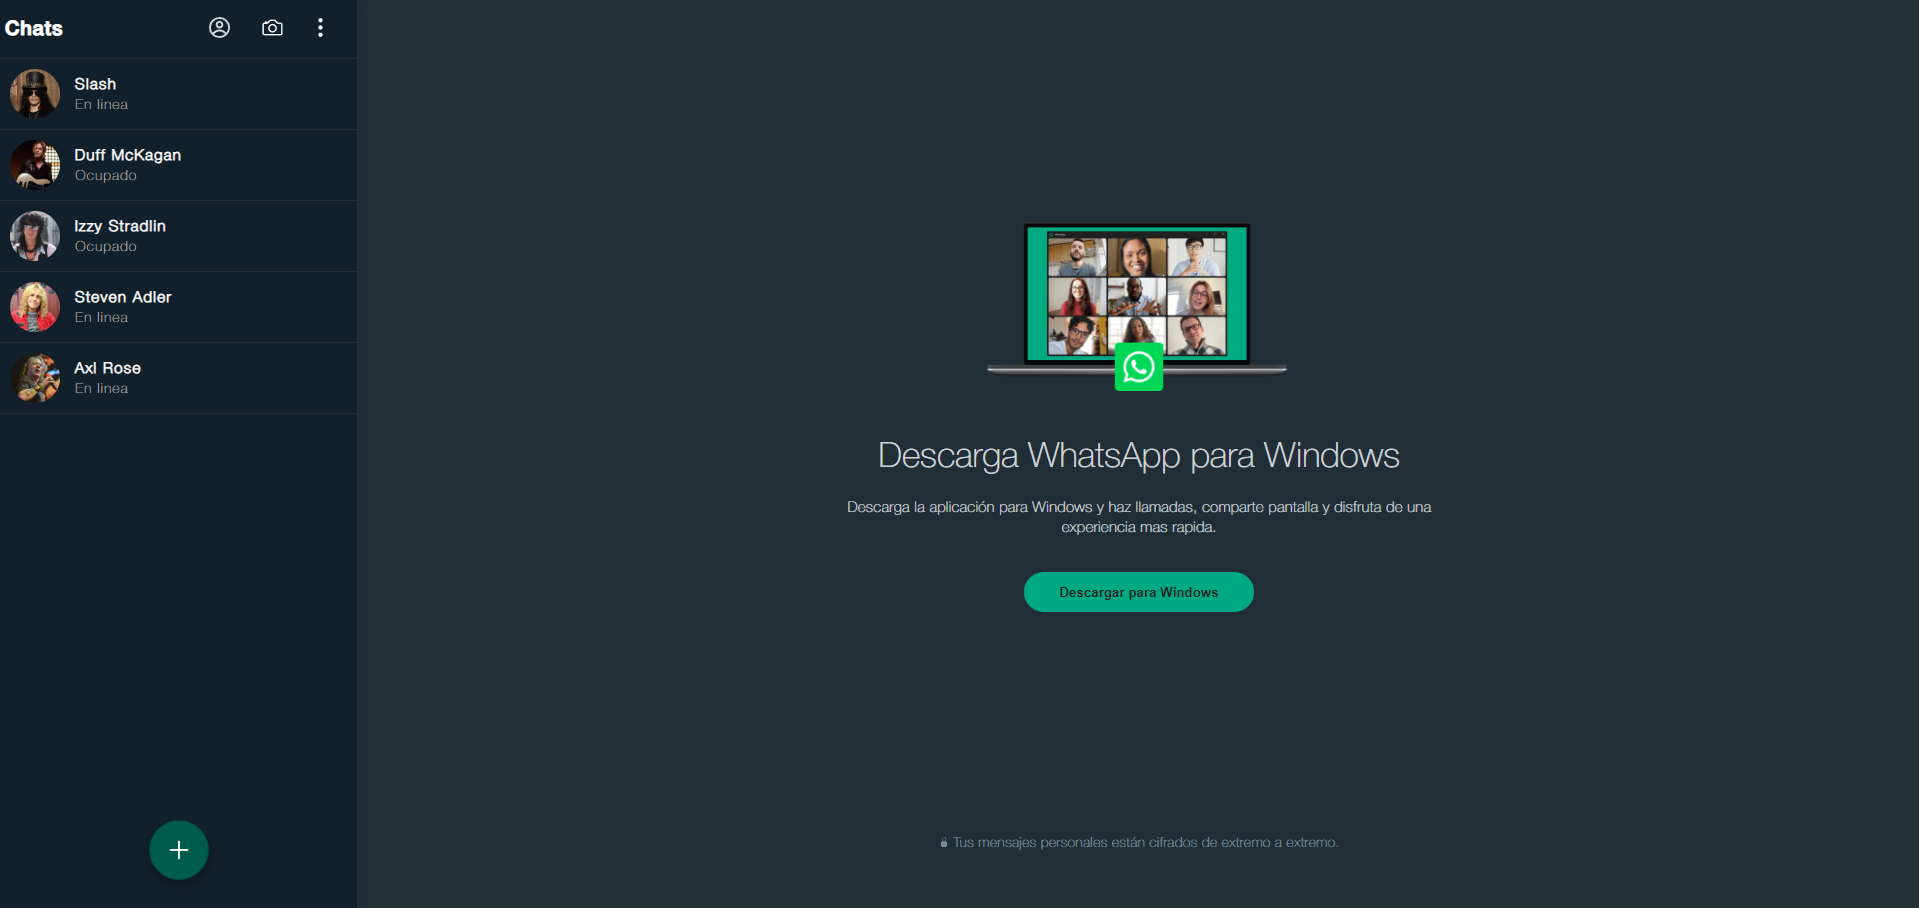 Chats
Slash
En linea
Duff McKagan
Ocupado
Izzy Stradlin
Ocupado
Steven Adler
En linea
Axl Rose
En linea
Descarga WhatsApp para Windows
Descarga la aplicación para Windows y haz llamadas, comparte pantalla y disfruta de una
experiencia mas rapida.
Descargar para Windows
Tus mensajes personales están cifrados de extremo a extremo.